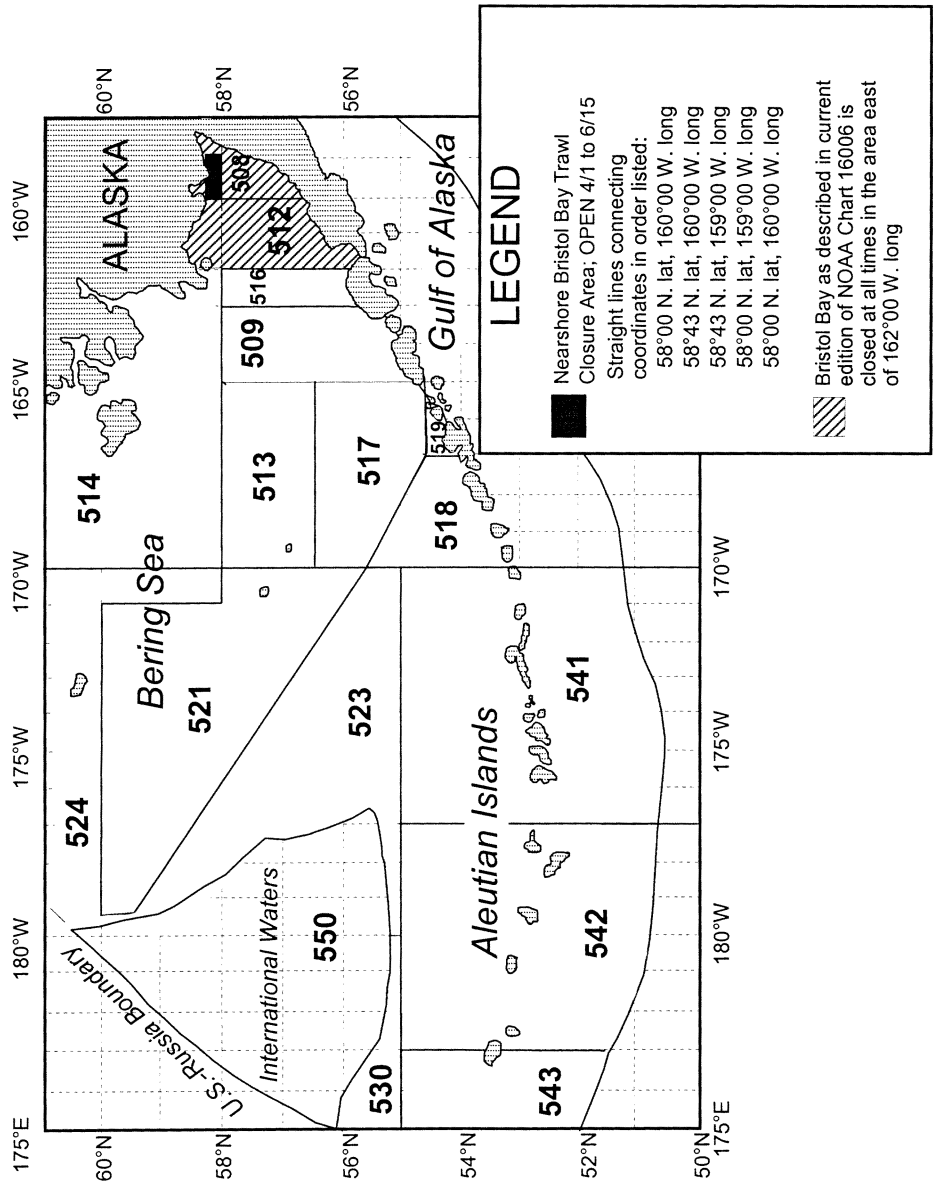 175°E
180°W
175°W
170°W
165°W
160°W
60°N
60°N
58°N
58°N
56°N
56°N
54°N
52°N
50°N
175°E
180°W
175°W
170°W
U.S.-Russia Boundary
International Waters
550
530
524
521
Bering Sea
523
514
513
517
509
516
512
508
ALASKA
518
519
Aleutian Islands
541
542
543
Gulf of Alaska
LEGEND
Nearshore Bristol Bay Trawl
Closure Area; OPEN 4/1 to 6/15
Straight lines connecting
coordinates in order listed:
58°00 N. lat, 160°00 W. long
58°43 N. lat, 160°00 W. long
58°43 N. lat, 159°00 W. long
58°00 N. lat, 159°00 W. long
58°00 N. lat, 160°00 W. long
Bristol Bay as described in current
edition of NOAA Chart 16006 is
closed at all times in the area east
of 162°00 W. long